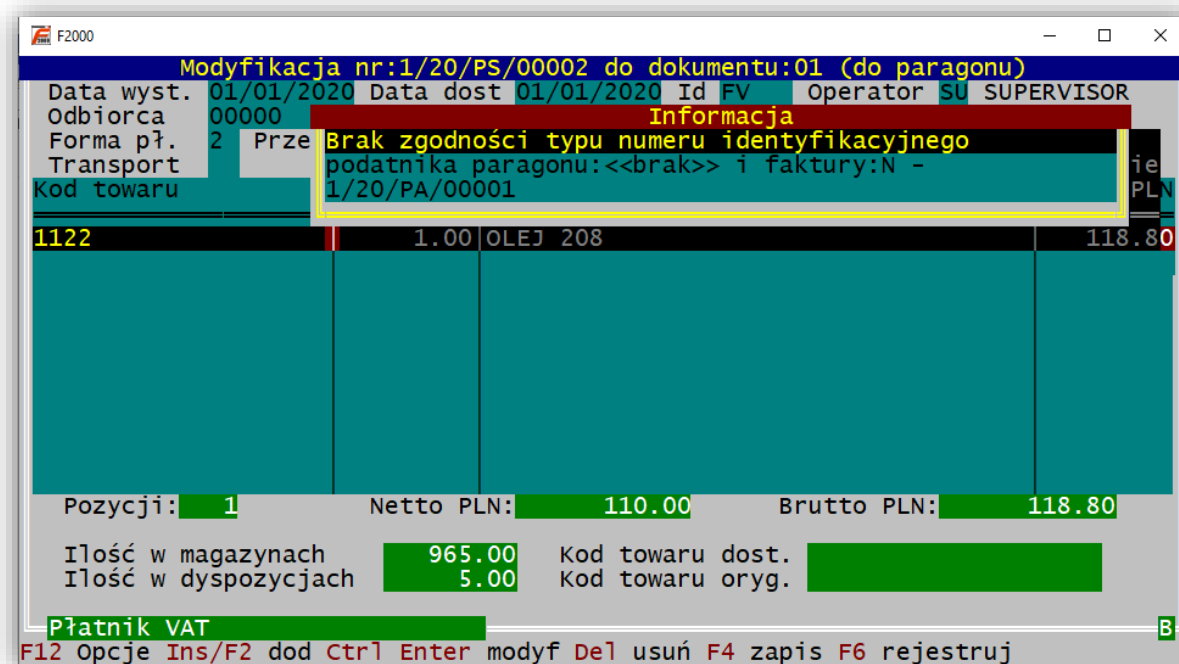 F2000
Modyfikacja nr:1/20/PS/00002 do dokumentu:01 (do paragonu)
Data wyst. 01/01/2020 Data dost 01/01/2020 Id FV Operator SU SUPERVISOR
Odbiorca 00000
Informacja
Forma pł. 2 Prze
Brak zgodności typu numeru identyfikacyjnego
podatnika paragonu:<<brak>> i faktury:N -
1/20/PA/00001
Transport ie
Kod towaru PLN
1122 1.00 OLEJ 208 118.80
Pozycji: 1 Netto PLN: 110.00 Brutto PLN: 118.80
Ilość w magazynach 965.00 Kod towaru dost.
Ilość w dyspozycjach 5.00 Kod towaru oryg.
Płatnik VAT B
F12 Opcje Ins/F2 dod Ctrl Enter modyf Del usuń F4 zapis F6 rejestruj